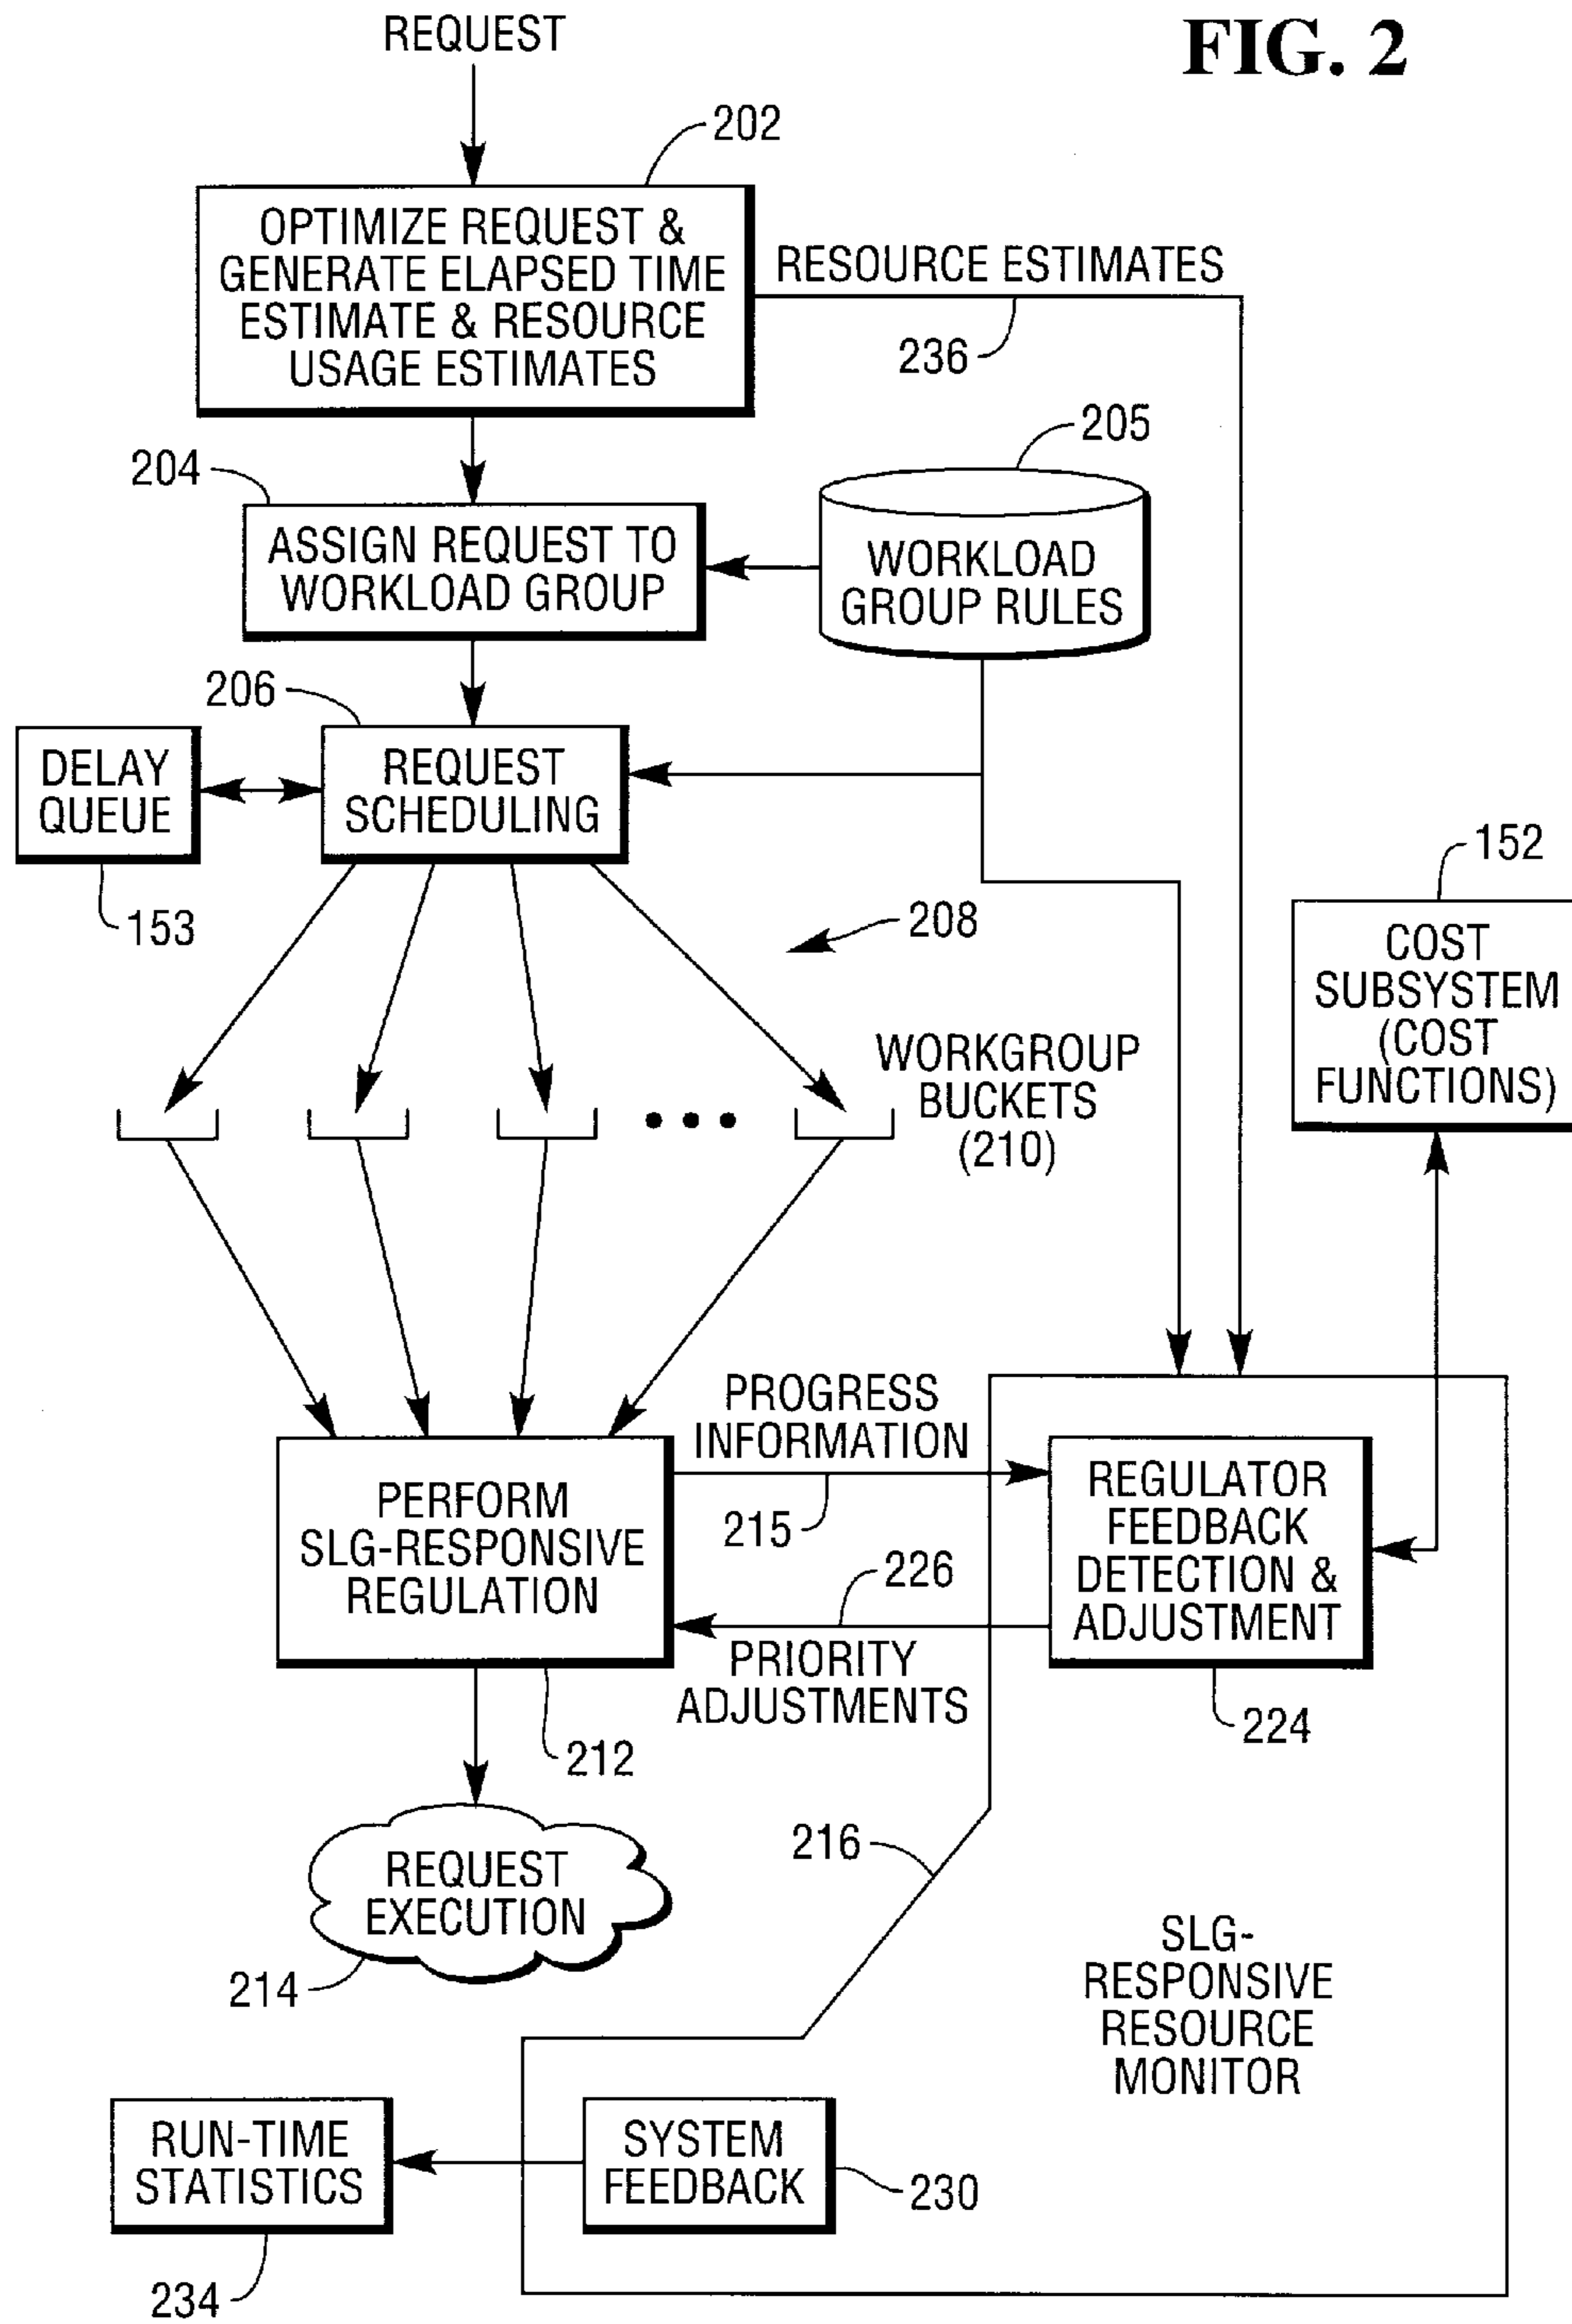 FIG. 2
REQUEST
202
OPTIMIZE REQUEST &
GENERATE ELAPSED TIME
ESTIMATE & RESOURCE
USAGE ESTIMATES
RESOURCE ESTIMATES
236
204
205
ASSIGN REQUEST TO
WORKLOAD GROUP
WORKLOAD
GROUP RULES
206
DELAY
QUEUE
REQUEST
SCHEDULING
153
208
152
COST
SUBSYSTEM
(COST
FUNCTIONS)
WORKGROUP
BUCKETS
(210)
PROGRESS
INFORMATION
215
PERFORM
SLG-RESPONSIVE
REGULATION
REGULATOR
FEEDBACK
DETECTION &
ADJUSTMENT
226
PRIORITY
ADJUSTMENTS
212
224
REQUEST
EXECUTION
214
216
SLG-
RESPONSIVE
RESOURCE
MONITOR
RUN-TIME
STATISTICS
SYSTEM
FEEDBACK
230
234